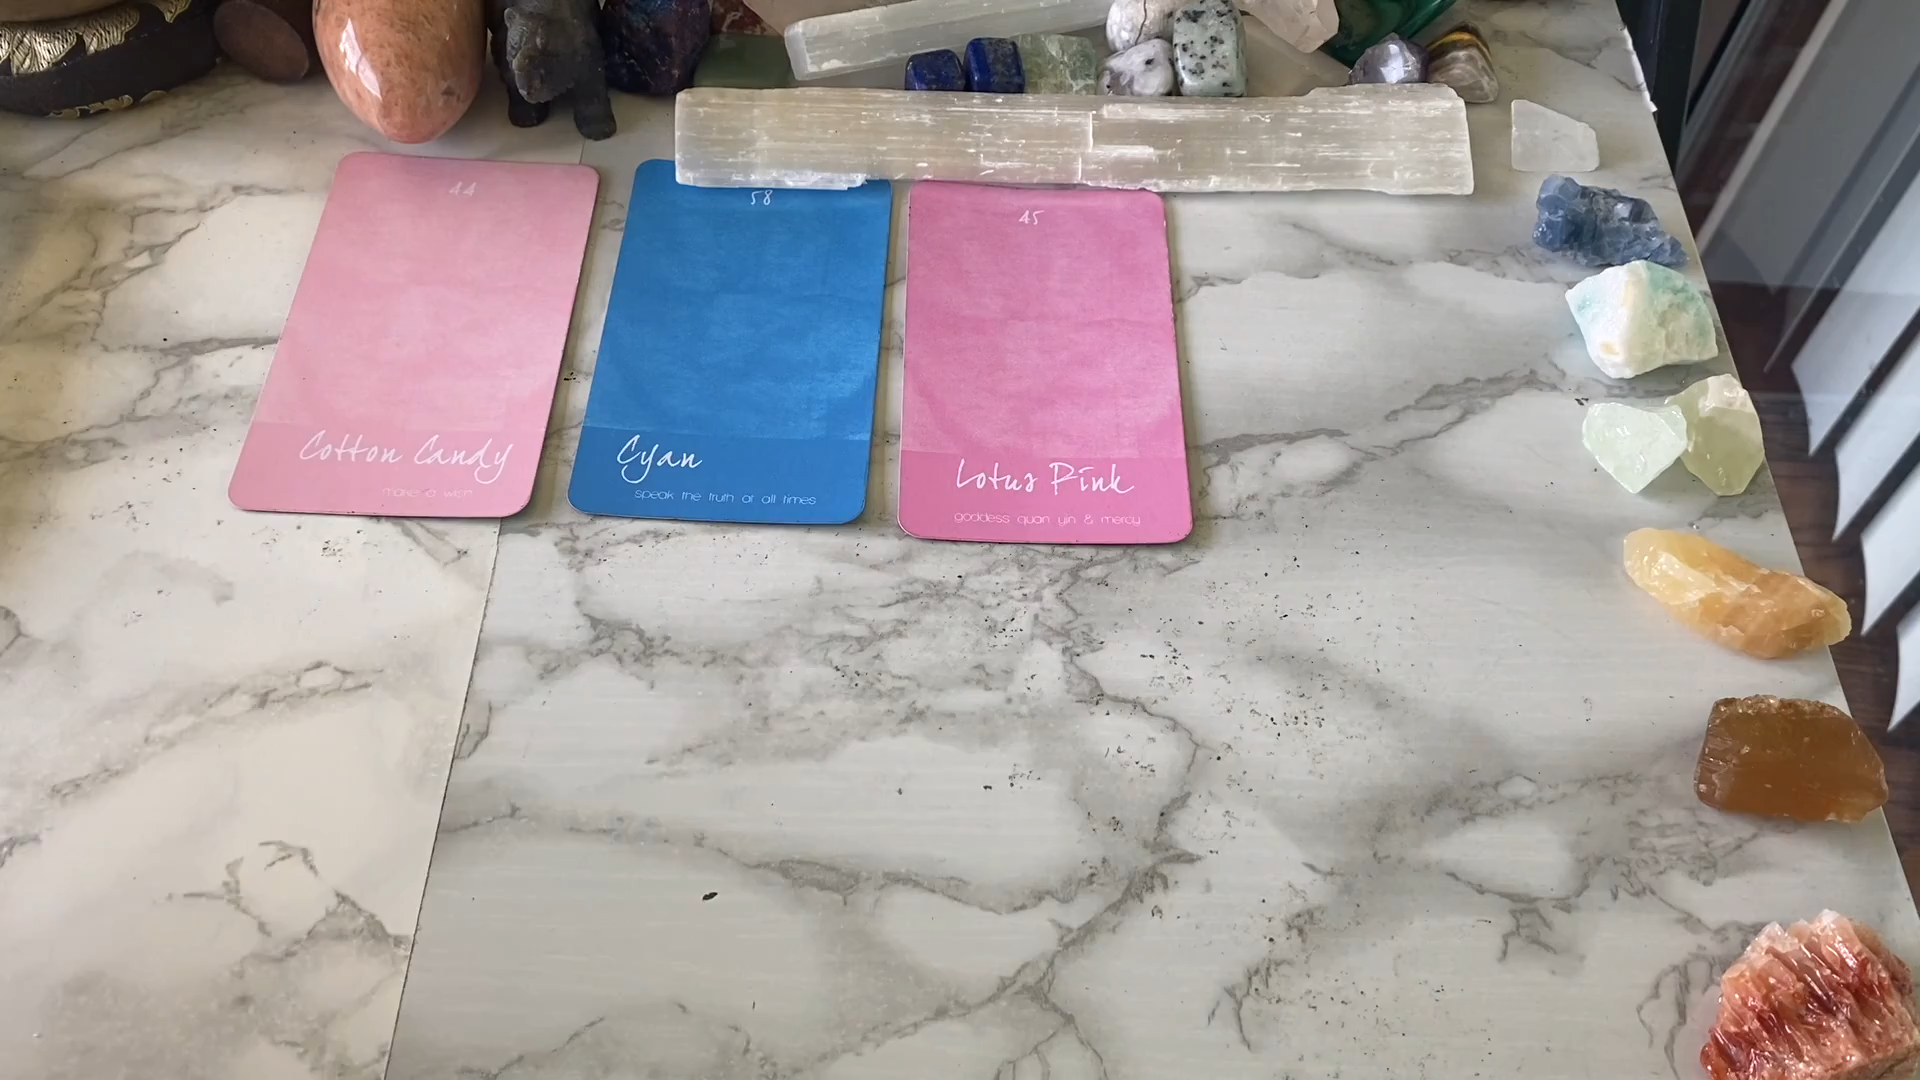 44
Cotton Candy
make a wish
58
Cyan
speak the truth at all times
45
Lotus Pink
goddess quan yin & mercy